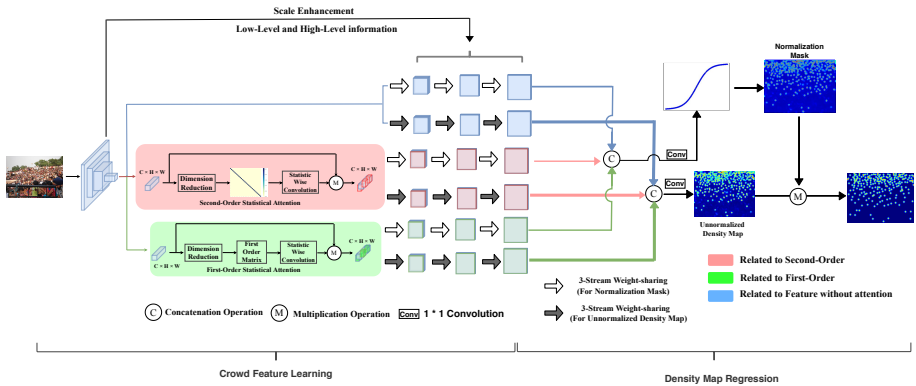 Scale Enhancement
Low-Level and High-Level information
Normalization
Mask
C × H × W
Dimension
Reduction
Statistic
Wise
Convolution
M
C × H × W
Second-Order Statistical Attention
C × H × W
Dimension
Reduction
First
Order
Matrix
Statistic
Wise
Convolution
M
C × H × W
First-Order Statistical Attention
C
Conv
C
Conv
Unnormalized
Density Map
M
Related to Second-Order
Related to First-Order
Related to Feature without attention
3-Stream Weight-sharing
(For Normalization Mask)
3-Stream Weight-sharing
(For Unnormalized Density Map)
C Concatenation Operation
M Multiplication Operation
Conv 1 * 1 Convolution
Crowd Feature Learning
Density Map Regression